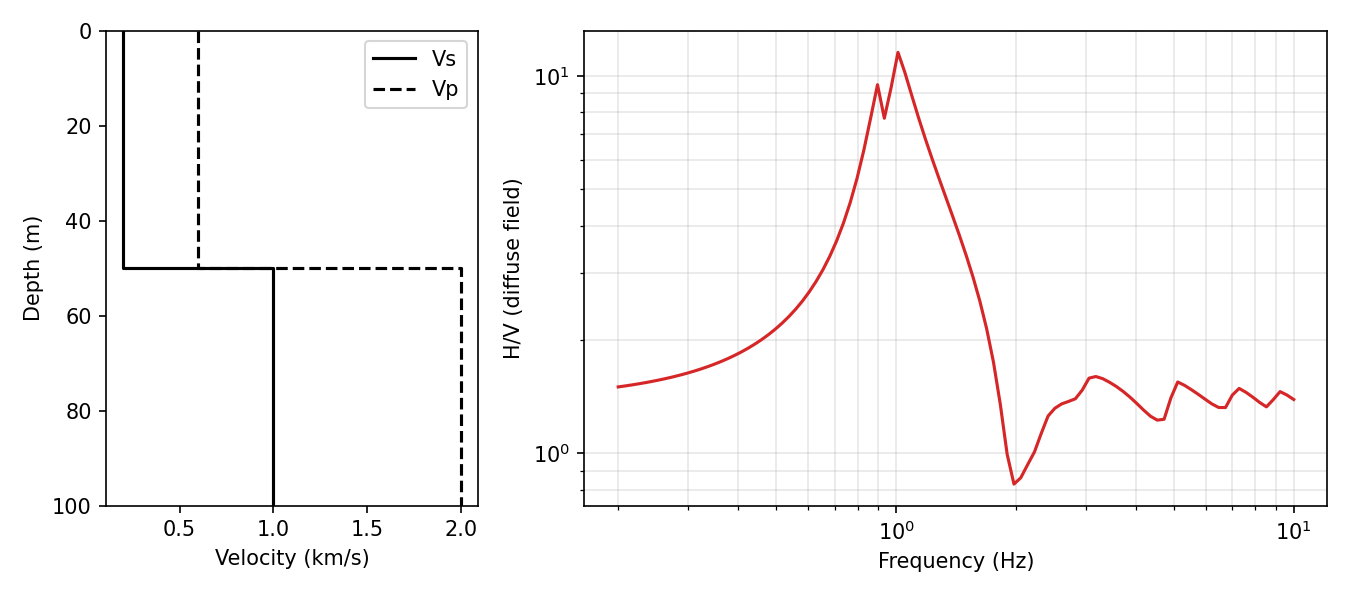 0
20
40
60
80
100
Depth (m)
0.5 1.0 1.5 2.0
Velocity (km/s)
Vs
Vp
10¹
10⁰
H/V (diffuse field)
10⁰ 10¹
Frequency (Hz)